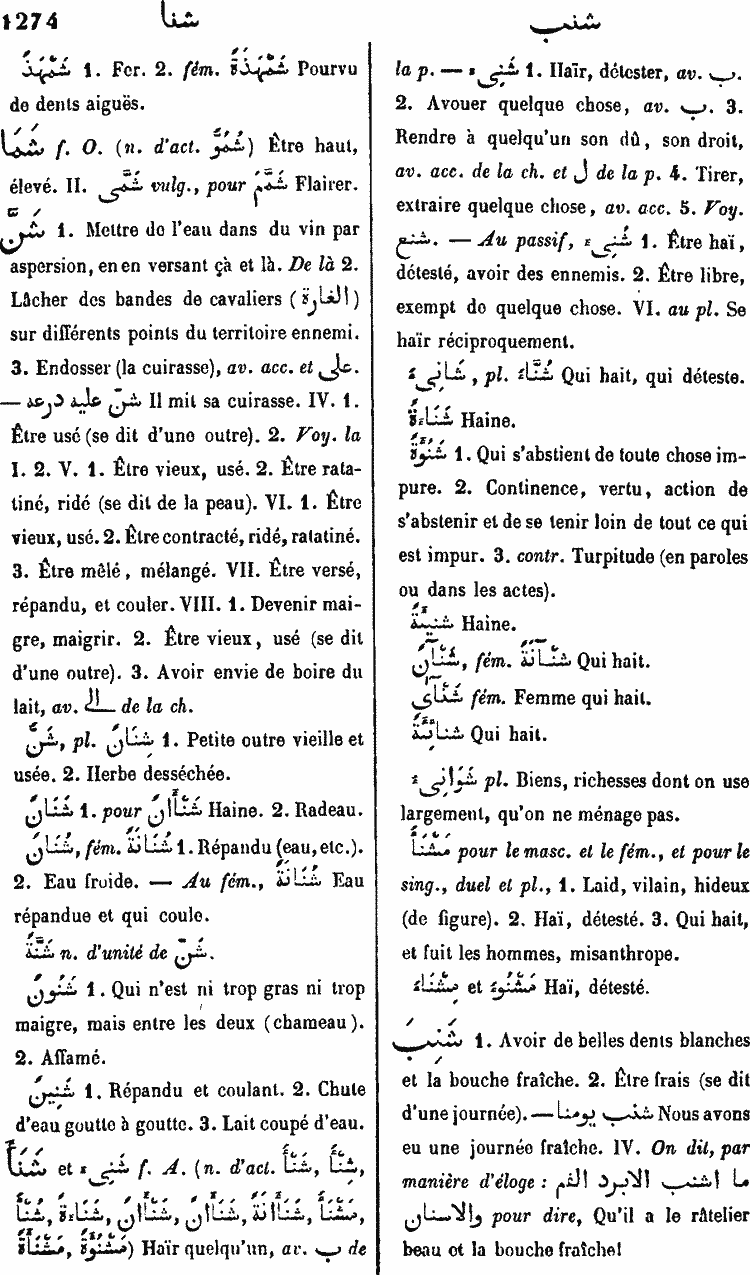 1274 شنأ شنب
شَمْهَذٌ 1. Fer. 2. fém. شَمْهَذَةٌ Pourvu
de dents aiguës.
شَمَا f. O. (n. d'act. شُمُوٌّ) Être haut,
élevé. II. شَمَّى vulg., pour شَمَّمَ Flairer.
شَنَّ 1. Mettre de l'eau dans du vin par
aspersion, en en versant çà et là. De là 2.
Lâcher des bandes de cavaliers (الغارة)
sur différents points du territoire ennemi.
3. Endosser (la cuirasse), av. acc. et على.
— شنّ عليه درعه Il mit sa cuirasse. IV. 1.
Être usé (se dit d'une outre). 2. Voy. la
I. 2. V. 1. Être vieux, usé. 2. Être rata-
tiné, ridé (se dit de la peau). VI. 1. Être
vieux, usé. 2. Être contracté, ridé, ratatiné.
3. Être mêlé, mélangé. VII. Être versé,
répandu, et couler. VIII. 1. Devenir mai-
gre, maigrir. 2. Être vieux, usé (se dit
d'une outre). 3. Avoir envie de boire du
lait, av. الى de la ch.
شَنٌّ, pl. شِنَانٌ 1. Petite outre vieille et
usée. 2. Herbe desséchée.
شَنَانٌ 1. pour شَنَأَانٌ Haine. 2. Radeau.
شُنَانٌ, fém. شُنَانَةٌ 1. Répandu (eau, etc.).
2. Eau froide. — Au fém., شُنَانَةٌ Eau
répandue et qui coule.
شَنَّةٌ n. d'unité de شَنّ.
شَنُونٌ 1. Qui n'est ni trop gras ni trop
maigre, mais entre les deux (chameau).
2. Affamé.
شَنِينٌ 1. Répandu et coulant. 2. Chute
d'eau goutte à goutte. 3. Lait coupé d'eau.
شَنَأَ et شَنِىءَ f. A. (n. d'act. شَنْأٌ, شِنْأٌ,
شُنْأٌ, شَنَاءَةٌ, شَنْأَانٌ, شَنَأَانٌ, شَنَأَانَةٌ, مَشْنَأٌ,
مَشْنَأَةٌ, مَشْنُوَةٌ) Haïr quelqu'un, av. ب de
la p. — شَنِىءَ 1. Haïr, détester, av. ب.
2. Avouer quelque chose, av. ب. 3.
Rendre à quelqu'un son dû, son droit,
av. acc. de la ch. et ل de la p. 4. Tirer,
extraire quelque chose, av. acc. 5. Voy.
شنع. — Au passif, شُنِىءَ 1. Être haï,
détesté, avoir des ennemis. 2. Être libre,
exempt de quelque chose. VI. au pl. Se
haïr réciproquement.
شَانِىءٌ, pl. شُنَّاءٌ Qui hait, qui déteste.
شَنَاءَةٌ Haine.
شَنُوءَةٌ 1. Qui s'abstient de toute chose im-
pure. 2. Continence, vertu, action de
s'abstenir et de se tenir loin de tout ce qui
est impur. 3. contr. Turpitude (en paroles
ou dans les actes).
شَنِيئَةٌ Haine.
شَنْآنٌ, fém. شَنْآنَةٌ Qui hait.
شَنْآى fém. Femme qui hait.
شنائِيَّةٌ Qui hait.
شَوَانِىءُ pl. Biens, richesses dont on use
largement, qu'on ne ménage pas.
مَشْنَأٌ pour le masc. et le fém., et pour le
sing., duel et pl., 1. Laid, vilain, hideux
(de figure). 2. Haï, détesté. 3. Qui hait,
et fuit les hommes, misanthrope.
مِشْنَاءٌ et مَشْنُوءٌ Haï, détesté.
شَنِبَ 1. Avoir de belles dents blanches
et la bouche fraîche. 2. Être frais (se dit
d'une journée). — شنب يومنا Nous avons
eu une journée fraîche. IV. On dit, par
manière d'éloge : ما اشنب الابرد الفم
والاسنان pour dire, Qu'il a le râtelier
beau et la bouche fraîche!